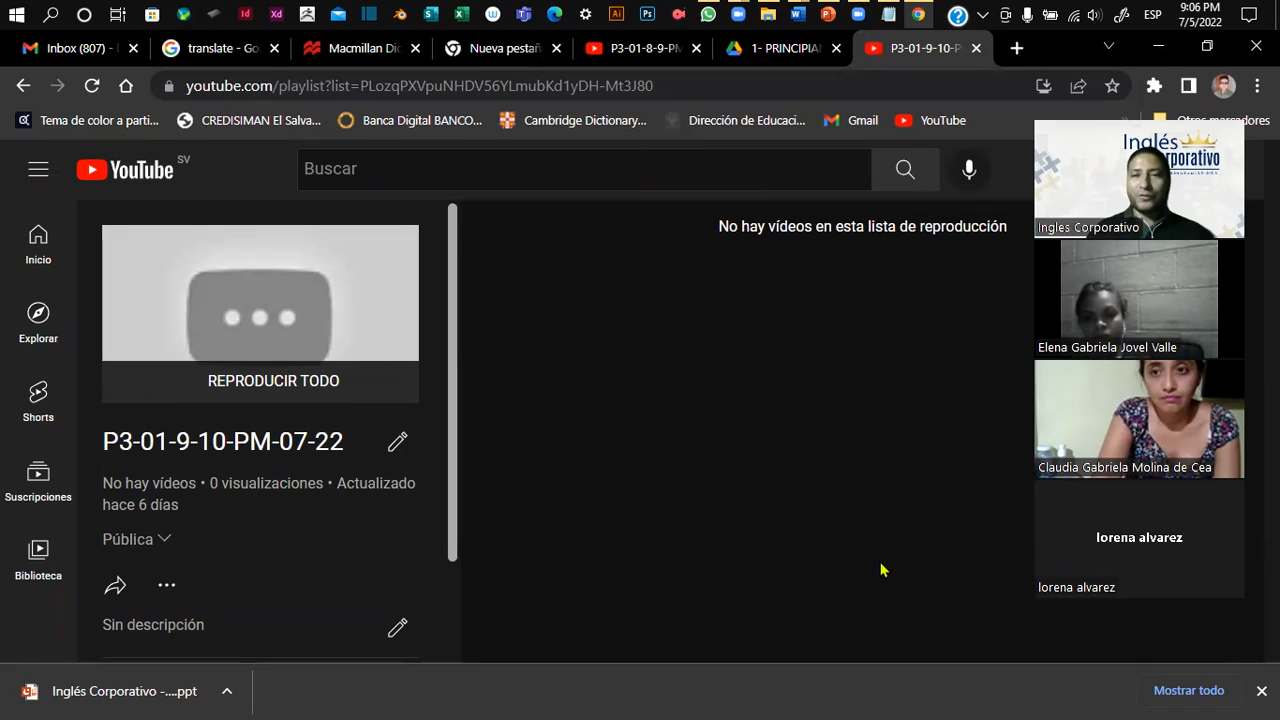 9:06 PM
ESP
7/5/2022
Inbox (807) - 
translate - Go
Macmillan Dic
Nueva pestañ
P3-01-8-9-PM
1- PRINCIPIAN
P3-01-9-10-P
youtube.com/playlist?list=PLozqPXVpuNHDV56YLmubKd1yDH-Mt3J80
Tema de color a parti...
CREDISIMAN El Salva...
Banca Digital BANCO...
Cambridge Dictionary...
Dirección de Educaci...
Gmail
YouTube
Otros marcadores
YouTube SV
Buscar
Inglés
orporativo
Ingles Corporativo
Inicio
Explorar
Shorts
Suscripciones
Biblioteca
REPRODUCIR TODO
P3-01-9-10-PM-07-22
No hay vídeos • 0 visualizaciones • Actualizado
hace 6 días
Pública
Sin descripción
No hay vídeos en esta lista de reproducción
Elena Gabriela Jovel Valle
Claudia Gabriela Molina de Cea
lorena alvarez
lorena alvarez
Inglés Corporativo -....ppt
Mostrar todo